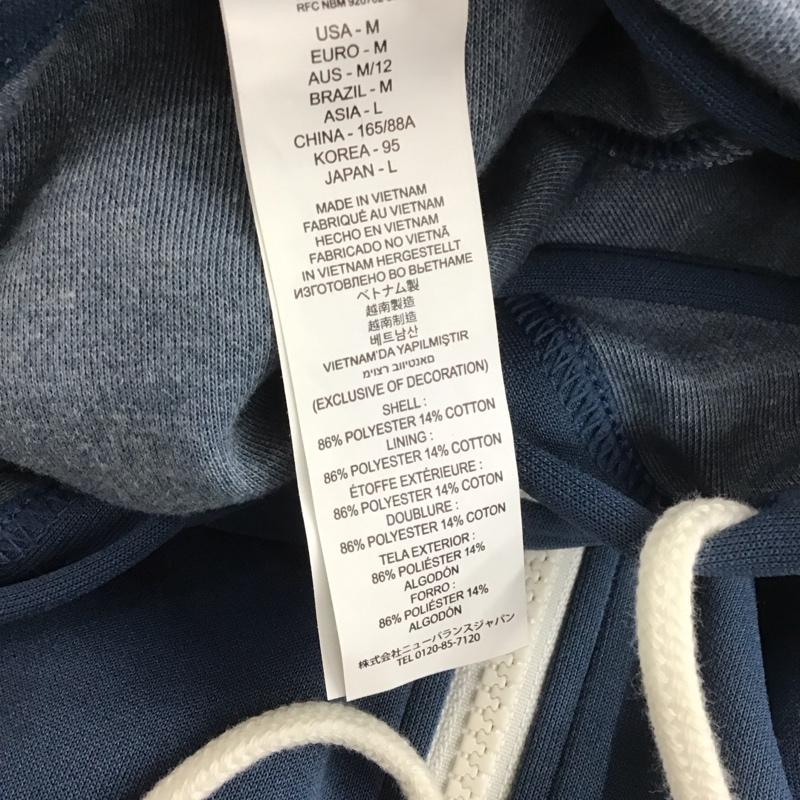 RFC NBM
USA - M
EURO - M
AUS - M/12
BRAZIL - M
ASIA - L
CHINA - 165/88A
KOREA - 95
JAPAN - L
MADE IN VIETNAM
FABRIQUÉ AU VIETNAM
HECHO EN VIETNAM
FABRICADO NO VIETNÃ
IN VIETNAM HERGESTELLT
ИЗГОТОВЛЕНО ВО ВЬЕТНАМЕ
ベトナム製
越南製造
越南制造
베트남산
VIETNAM'DA YAPILMIŞTIR
(EXCLUSIVE OF DECORATION)
SHELL :
86% POLYESTER 14% COTTON
LINING :
86% POLYESTER 14% COTTON
ÉTOFFE EXTÉRIEURE :
86% POLYESTER 14% COTON
DOUBLURE :
86% POLYESTER 14% COTON
TELA EXTERIOR :
86% POLIÉSTER 14%
ALGODÓN
FORRO :
86% POLIÉSTER 14%
ALGODÓN
株式会社ニューバランスジャパン
TEL 0120-85-7120